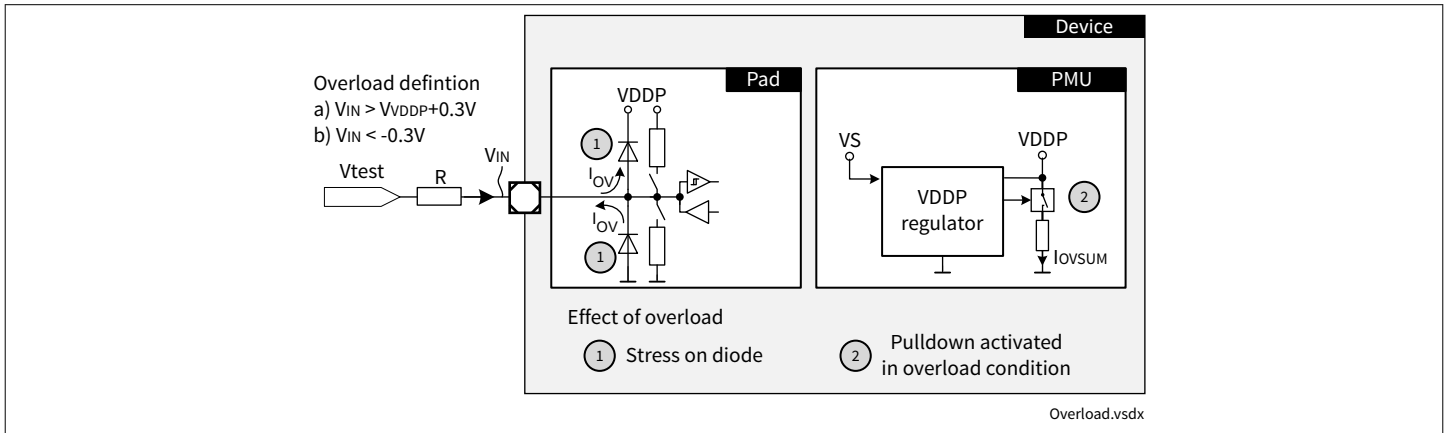 Device
Overload defintion
a) VIN > VVDDP+0.3V
b) VIN < -0.3V
Vtest
R
VIN
Pad
VDDP
1
IOV
IOV
1
PMU
VS
VDDP
VDDP
regulator
2
IOVSUM
Effect of overload
1 Stress on diode
2 Pulldown activated
in overload condition
Overload.vsdx